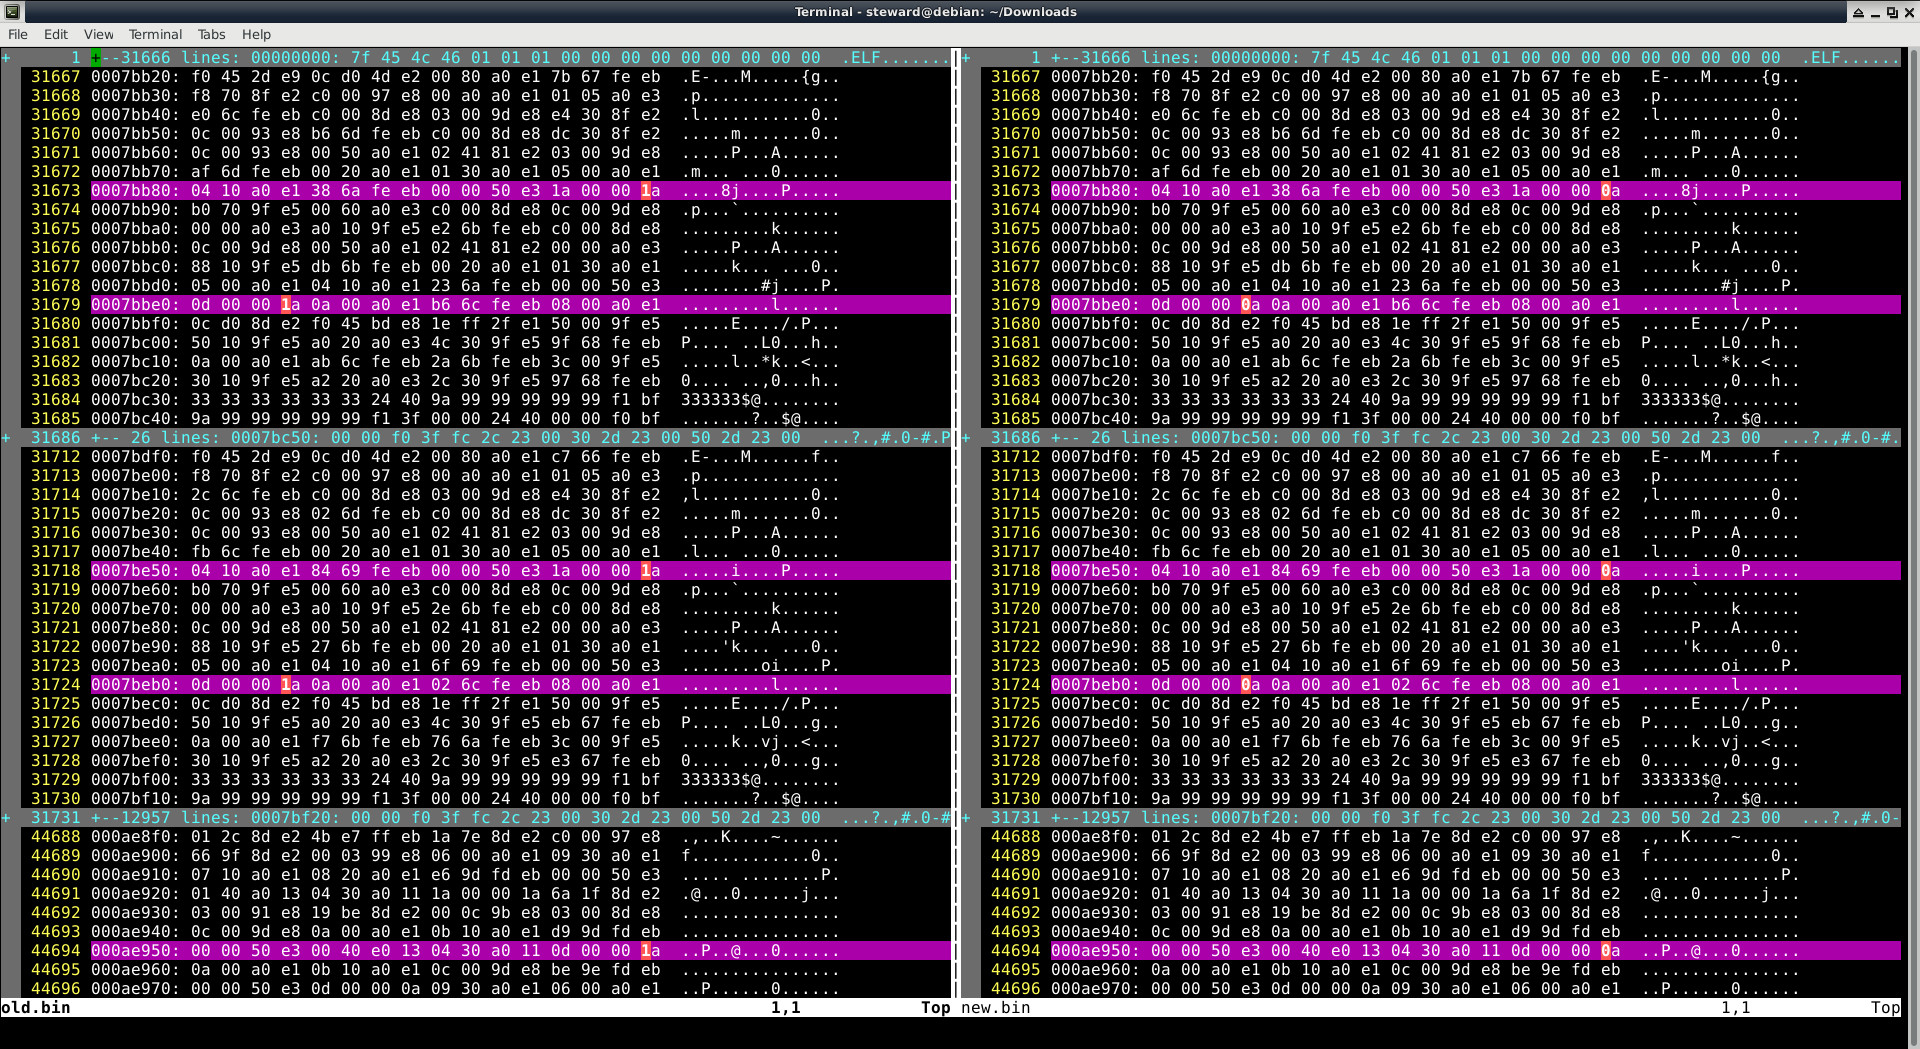 Terminal - steward@debian: ~/Downloads
File Edit View Terminal Tabs Help
+ 1 +--31666 lines: 00000000: 7f 45 4c 46 01 01 01 00 00 00 00 00 00 00 00 00 .ELF.......
31667 0007bb20: f0 45 2d e9 0c d0 4d e2 00 80 a0 e1 7b 67 fe eb .E-...M.....{g..
31668 0007bb30: f8 70 8f e2 c0 00 97 e8 00 a0 a0 e1 01 05 a0 e3 .p..............
31669 0007bb40: e0 6c fe eb c0 00 8d e8 03 00 9d e8 e4 30 8f e2 .l...........0..
31670 0007bb50: 0c 00 93 e8 b6 6d fe eb c0 00 8d e8 dc 30 8f e2 .....m.......0..
31671 0007bb60: 0c 00 93 e8 00 50 a0 e1 02 41 81 e2 03 00 9d e8 .....P...A......
31672 0007bb70: af 6d fe eb 00 20 a0 e1 01 30 a0 e1 05 00 a0 e1 .m... ...0......
31673 0007bb80: 04 10 a0 e1 38 6a fe eb 00 00 50 e3 1a 00 00 1a ....8j....P.....
31674 0007bb90: b0 70 9f e5 00 60 a0 e3 c0 00 8d e8 0c 00 9d e8 .p...`..........
31675 0007bba0: 00 00 a0 e3 a0 10 9f e5 e2 6b fe eb c0 00 8d e8 .........k......
31676 0007bbb0: 0c 00 9d e8 00 50 a0 e1 02 41 81 e2 00 00 a0 e3 .....P...A......
31677 0007bbc0: 88 10 9f e5 db 6b fe eb 00 20 a0 e1 01 30 a0 e1 .....k... ...0..
31678 0007bbd0: 05 00 a0 e1 04 10 a0 e1 23 6a fe eb 00 00 50 e3 ........#j....P.
31679 0007bbe0: 0d 00 00 1a 0a 00 a0 e1 b6 6c fe eb 08 00 a0 e1 .........l......
31680 0007bbf0: 0c d0 8d e2 f0 45 bd e8 1e ff 2f e1 50 00 9f e5 .....E..../.P...
31681 0007bc00: 50 10 9f e5 a0 20 a0 e3 4c 30 9f e5 9f 68 fe eb P.... ..L0...h..
31682 0007bc10: 0a 00 a0 e1 ab 6c fe eb 2a 6b fe eb 3c 00 9f e5 .....l..*k..<...
31683 0007bc20: 30 10 9f e5 a2 20 a0 e3 2c 30 9f e5 97 68 fe eb 0.... ..,0...h..
31684 0007bc30: 33 33 33 33 33 33 24 40 9a 99 99 99 99 99 f1 bf 333333$@........
31685 0007bc40: 9a 99 99 99 99 99 f1 3f 00 00 24 40 00 00 f0 bf .......?..$@....
+ 31686 +-- 26 lines: 0007bc50: 00 00 f0 3f fc 2c 23 00 30 2d 23 00 50 2d 23 00 ...?.,#.0-#.P
31712 0007bdf0: f0 45 2d e9 0c d0 4d e2 00 80 a0 e1 c7 66 fe eb .E-...M......f..
31713 0007be00: f8 70 8f e2 c0 00 97 e8 00 a0 a0 e1 01 05 a0 e3 .p..............
31714 0007be10: 2c 6c fe eb c0 00 8d e8 03 00 9d e8 e4 30 8f e2 ,l...........0..
31715 0007be20: 0c 00 93 e8 02 6d fe eb c0 00 8d e8 dc 30 8f e2 .....m.......0..
31716 0007be30: 0c 00 93 e8 00 50 a0 e1 02 41 81 e2 03 00 9d e8 .....P...A......
31717 0007be40: fb 6c fe eb 00 20 a0 e1 01 30 a0 e1 05 00 a0 e1 .l... ...0......
31718 0007be50: 04 10 a0 e1 84 69 fe eb 00 00 50 e3 1a 00 00 1a .....i....P.....
31719 0007be60: b0 70 9f e5 00 60 a0 e3 c0 00 8d e8 0c 00 9d e8 .p...`..........
31720 0007be70: 00 00 a0 e3 a0 10 9f e5 2e 6b fe eb c0 00 8d e8 .........k......
31721 0007be80: 0c 00 9d e8 00 50 a0 e1 02 41 81 e2 00 00 a0 e3 .....P...A......
31722 0007be90: 88 10 9f e5 27 6b fe eb 00 20 a0 e1 01 30 a0 e1 ....'k... ...0..
31723 0007bea0: 05 00 a0 e1 04 10 a0 e1 6f 69 fe eb 00 00 50 e3 ........oi....P.
31724 0007beb0: 0d 00 00 1a 0a 00 a0 e1 02 6c fe eb 08 00 a0 e1 .........l......
31725 0007bec0: 0c d0 8d e2 f0 45 bd e8 1e ff 2f e1 50 00 9f e5 .....E..../.P...
31726 0007bed0: 50 10 9f e5 a0 20 a0 e3 4c 30 9f e5 eb 67 fe eb P.... ..L0...g..
31727 0007bee0: 0a 00 a0 e1 f7 6b fe eb 76 6a fe eb 3c 00 9f e5 .....k..vj..<...
31728 0007bef0: 30 10 9f e5 a2 20 a0 e3 2c 30 9f e5 e3 67 fe eb 0.... ..,0...g..
31729 0007bf00: 33 33 33 33 33 33 24 40 9a 99 99 99 99 99 f1 bf 333333$@........
31730 0007bf10: 9a 99 99 99 99 99 f1 3f 00 00 24 40 00 00 f0 bf .......?..$@....
+ 31731 +--12957 lines: 0007bf20: 00 00 f0 3f fc 2c 23 00 30 2d 23 00 50 2d 23 00 ...?.,#.0-#
44688 000ae8f0: 01 2c 8d e2 4b e7 ff eb 1a 7e 8d e2 c0 00 97 e8 .,..K....~......
44689 000ae900: 66 9f 8d e2 00 03 99 e8 06 00 a0 e1 09 30 a0 e1 f............0..
44690 000ae910: 07 10 a0 e1 08 20 a0 e1 e6 9d fd eb 00 00 50 e3 ..... ........P.
44691 000ae920: 01 40 a0 13 04 30 a0 11 1a 00 00 1a 6a 1f 8d e2 .@...0......j...
44692 000ae930: 03 00 91 e8 19 be 8d e2 00 0c 9b e8 03 00 8d e8 ................
44693 000ae940: 0c 00 9d e8 0a 00 a0 e1 0b 10 a0 e1 d9 9d fd eb ................
44694 000ae950: 00 00 50 e3 00 40 e0 13 04 30 a0 11 0d 00 00 1a ..P..@...0......
44695 000ae960: 0a 00 a0 e1 0b 10 a0 e1 0c 00 9d e8 be 9e fd eb ................
44696 000ae970: 00 00 50 e3 0d 00 00 0a 09 30 a0 e1 06 00 a0 e1 ..P......0......
old.bin 1,1 Top
+ 1 +--31666 lines: 00000000: 7f 45 4c 46 01 01 01 00 00 00 00 00 00 00 00 00 .ELF......
31667 0007bb20: f0 45 2d e9 0c d0 4d e2 00 80 a0 e1 7b 67 fe eb .E-...M.....{g..
31668 0007bb30: f8 70 8f e2 c0 00 97 e8 00 a0 a0 e1 01 05 a0 e3 .p..............
31669 0007bb40: e0 6c fe eb c0 00 8d e8 03 00 9d e8 e4 30 8f e2 .l...........0..
31670 0007bb50: 0c 00 93 e8 b6 6d fe eb c0 00 8d e8 dc 30 8f e2 .....m.......0..
31671 0007bb60: 0c 00 93 e8 00 50 a0 e1 02 41 81 e2 03 00 9d e8 .....P...A......
31672 0007bb70: af 6d fe eb 00 20 a0 e1 01 30 a0 e1 05 00 a0 e1 .m... ...0......
31673 0007bb80: 04 10 a0 e1 38 6a fe eb 00 00 50 e3 1a 00 00 0a ....8j....P.....
31674 0007bb90: b0 70 9f e5 00 60 a0 e3 c0 00 8d e8 0c 00 9d e8 .p...`..........
31675 0007bba0: 00 00 a0 e3 a0 10 9f e5 e2 6b fe eb c0 00 8d e8 .........k......
31676 0007bbb0: 0c 00 9d e8 00 50 a0 e1 02 41 81 e2 00 00 a0 e3 .....P...A......
31677 0007bbc0: 88 10 9f e5 db 6b fe eb 00 20 a0 e1 01 30 a0 e1 .....k... ...0..
31678 0007bbd0: 05 00 a0 e1 04 10 a0 e1 23 6a fe eb 00 00 50 e3 ........#j....P.
31679 0007bbe0: 0d 00 00 0a 0a 00 a0 e1 b6 6c fe eb 08 00 a0 e1 .........l......
31680 0007bbf0: 0c d0 8d e2 f0 45 bd e8 1e ff 2f e1 50 00 9f e5 .....E..../.P...
31681 0007bc00: 50 10 9f e5 a0 20 a0 e3 4c 30 9f e5 9f 68 fe eb P.... ..L0...h..
31682 0007bc10: 0a 00 a0 e1 ab 6c fe eb 2a 6b fe eb 3c 00 9f e5 .....l..*k..<...
31683 0007bc20: 30 10 9f e5 a2 20 a0 e3 2c 30 9f e5 97 68 fe eb 0.... ..,0...h..
31684 0007bc30: 33 33 33 33 33 33 24 40 9a 99 99 99 99 99 f1 bf 333333$@........
31685 0007bc40: 9a 99 99 99 99 99 f1 3f 00 00 24 40 00 00 f0 bf .......?..$@....
+ 31686 +-- 26 lines: 0007bc50: 00 00 f0 3f fc 2c 23 00 30 2d 23 00 50 2d 23 00 ...?.,#.0-#.
31712 0007bdf0: f0 45 2d e9 0c d0 4d e2 00 80 a0 e1 c7 66 fe eb .E-...M......f..
31713 0007be00: f8 70 8f e2 c0 00 97 e8 00 a0 a0 e1 01 05 a0 e3 .p..............
31714 0007be10: 2c 6c fe eb c0 00 8d e8 03 00 9d e8 e4 30 8f e2 ,l...........0..
31715 0007be20: 0c 00 93 e8 02 6d fe eb c0 00 8d e8 dc 30 8f e2 .....m.......0..
31716 0007be30: 0c 00 93 e8 00 50 a0 e1 02 41 81 e2 03 00 9d e8 .....P...A......
31717 0007be40: fb 6c fe eb 00 20 a0 e1 01 30 a0 e1 05 00 a0 e1 .l... ...0......
31718 0007be50: 04 10 a0 e1 84 69 fe eb 00 00 50 e3 1a 00 00 0a .....i....P.....
31719 0007be60: b0 70 9f e5 00 60 a0 e3 c0 00 8d e8 0c 00 9d e8 .p...`..........
31720 0007be70: 00 00 a0 e3 a0 10 9f e5 2e 6b fe eb c0 00 8d e8 .........k......
31721 0007be80: 0c 00 9d e8 00 50 a0 e1 02 41 81 e2 00 00 a0 e3 .....P...A......
31722 0007be90: 88 10 9f e5 27 6b fe eb 00 20 a0 e1 01 30 a0 e1 ....'k... ...0..
31723 0007bea0: 05 00 a0 e1 04 10 a0 e1 6f 69 fe eb 00 00 50 e3 ........oi....P.
31724 0007beb0: 0d 00 00 0a 0a 00 a0 e1 02 6c fe eb 08 00 a0 e1 .........l......
31725 0007bec0: 0c d0 8d e2 f0 45 bd e8 1e ff 2f e1 50 00 9f e5 .....E..../.P...
31726 0007bed0: 50 10 9f e5 a0 20 a0 e3 4c 30 9f e5 eb 67 fe eb P.... ..L0...g..
31727 0007bee0: 0a 00 a0 e1 f7 6b fe eb 76 6a fe eb 3c 00 9f e5 .....k..vj..<...
31728 0007bef0: 30 10 9f e5 a2 20 a0 e3 2c 30 9f e5 e3 67 fe eb 0.... ..,0...g..
31729 0007bf00: 33 33 33 33 33 33 24 40 9a 99 99 99 99 99 f1 bf 333333$@........
31730 0007bf10: 9a 99 99 99 99 99 f1 3f 00 00 24 40 00 00 f0 bf .......?..$@....
+ 31731 +--12957 lines: 0007bf20: 00 00 f0 3f fc 2c 23 00 30 2d 23 00 50 2d 23 00 ...?.,#.0-
44688 000ae8f0: 01 2c 8d e2 4b e7 ff eb 1a 7e 8d e2 c0 00 97 e8 .,..K....~......
44689 000ae900: 66 9f 8d e2 00 03 99 e8 06 00 a0 e1 09 30 a0 e1 f............0..
44690 000ae910: 07 10 a0 e1 08 20 a0 e1 e6 9d fd eb 00 00 50 e3 ..... ........P.
44691 000ae920: 01 40 a0 13 04 30 a0 11 1a 00 00 1a 6a 1f 8d e2 .@...0......j...
44692 000ae930: 03 00 91 e8 19 be 8d e2 00 0c 9b e8 03 00 8d e8 ................
44693 000ae940: 0c 00 9d e8 0a 00 a0 e1 0b 10 a0 e1 d9 9d fd eb ................
44694 000ae950: 00 00 50 e3 00 40 e0 13 04 30 a0 11 0d 00 00 0a ..P..@...0......
44695 000ae960: 0a 00 a0 e1 0b 10 a0 e1 0c 00 9d e8 be 9e fd eb ................
44696 000ae970: 00 00 50 e3 0d 00 00 0a 09 30 a0 e1 06 00 a0 e1 ..P......0......
new.bin 1,1 Top